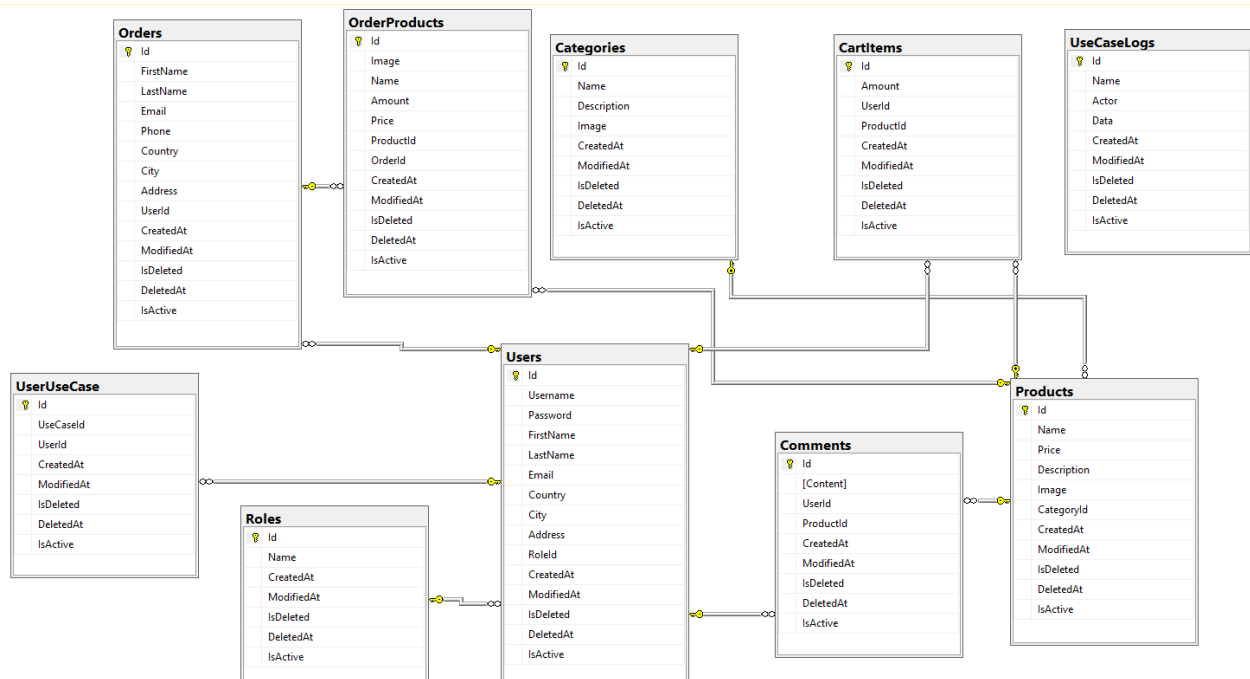 Orders
Id
FirstName
LastName
Email
Phone
Country
City
Address
UserId
CreatedAt
ModifiedAt
IsDeleted
DeletedAt
IsActive
OrderProducts
Id
Image
Name
Amount
Price
ProductId
OrderId
CreatedAt
ModifiedAt
IsDeleted
DeletedAt
IsActive
Categories
Id
Name
Description
Image
CreatedAt
ModifiedAt
IsDeleted
DeletedAt
IsActive
CartItems
Id
Amount
UserId
ProductId
CreatedAt
ModifiedAt
IsDeleted
DeletedAt
IsActive
UseCaseLogs
Id
Name
Actor
Data
CreatedAt
ModifiedAt
IsDeleted
DeletedAt
IsActive
UserUseCase
Id
UseCaseId
UserId
CreatedAt
ModifiedAt
IsDeleted
DeletedAt
IsActive
Roles
Id
Name
CreatedAt
ModifiedAt
IsDeleted
DeletedAt
IsActive
Users
Id
Username
Password
FirstName
LastName
Email
Country
City
Address
RoleId
CreatedAt
ModifiedAt
IsDeleted
DeletedAt
IsActive
Comments
Id
[Content]
UserId
ProductId
CreatedAt
ModifiedAt
IsDeleted
DeletedAt
IsActive
Products
Id
Name
Price
Description
Image
CategoryId
CreatedAt
ModifiedAt
IsDeleted
DeletedAt
IsActive